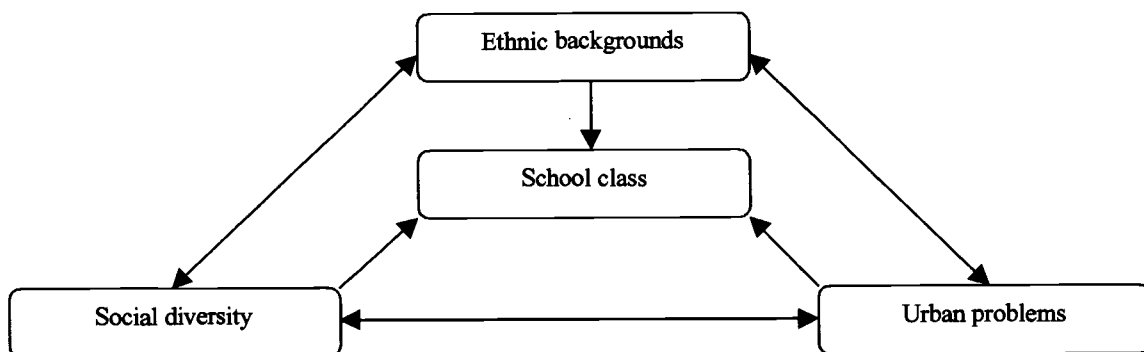 Ethnic backgrounds
School class
Social diversity
Urban problems